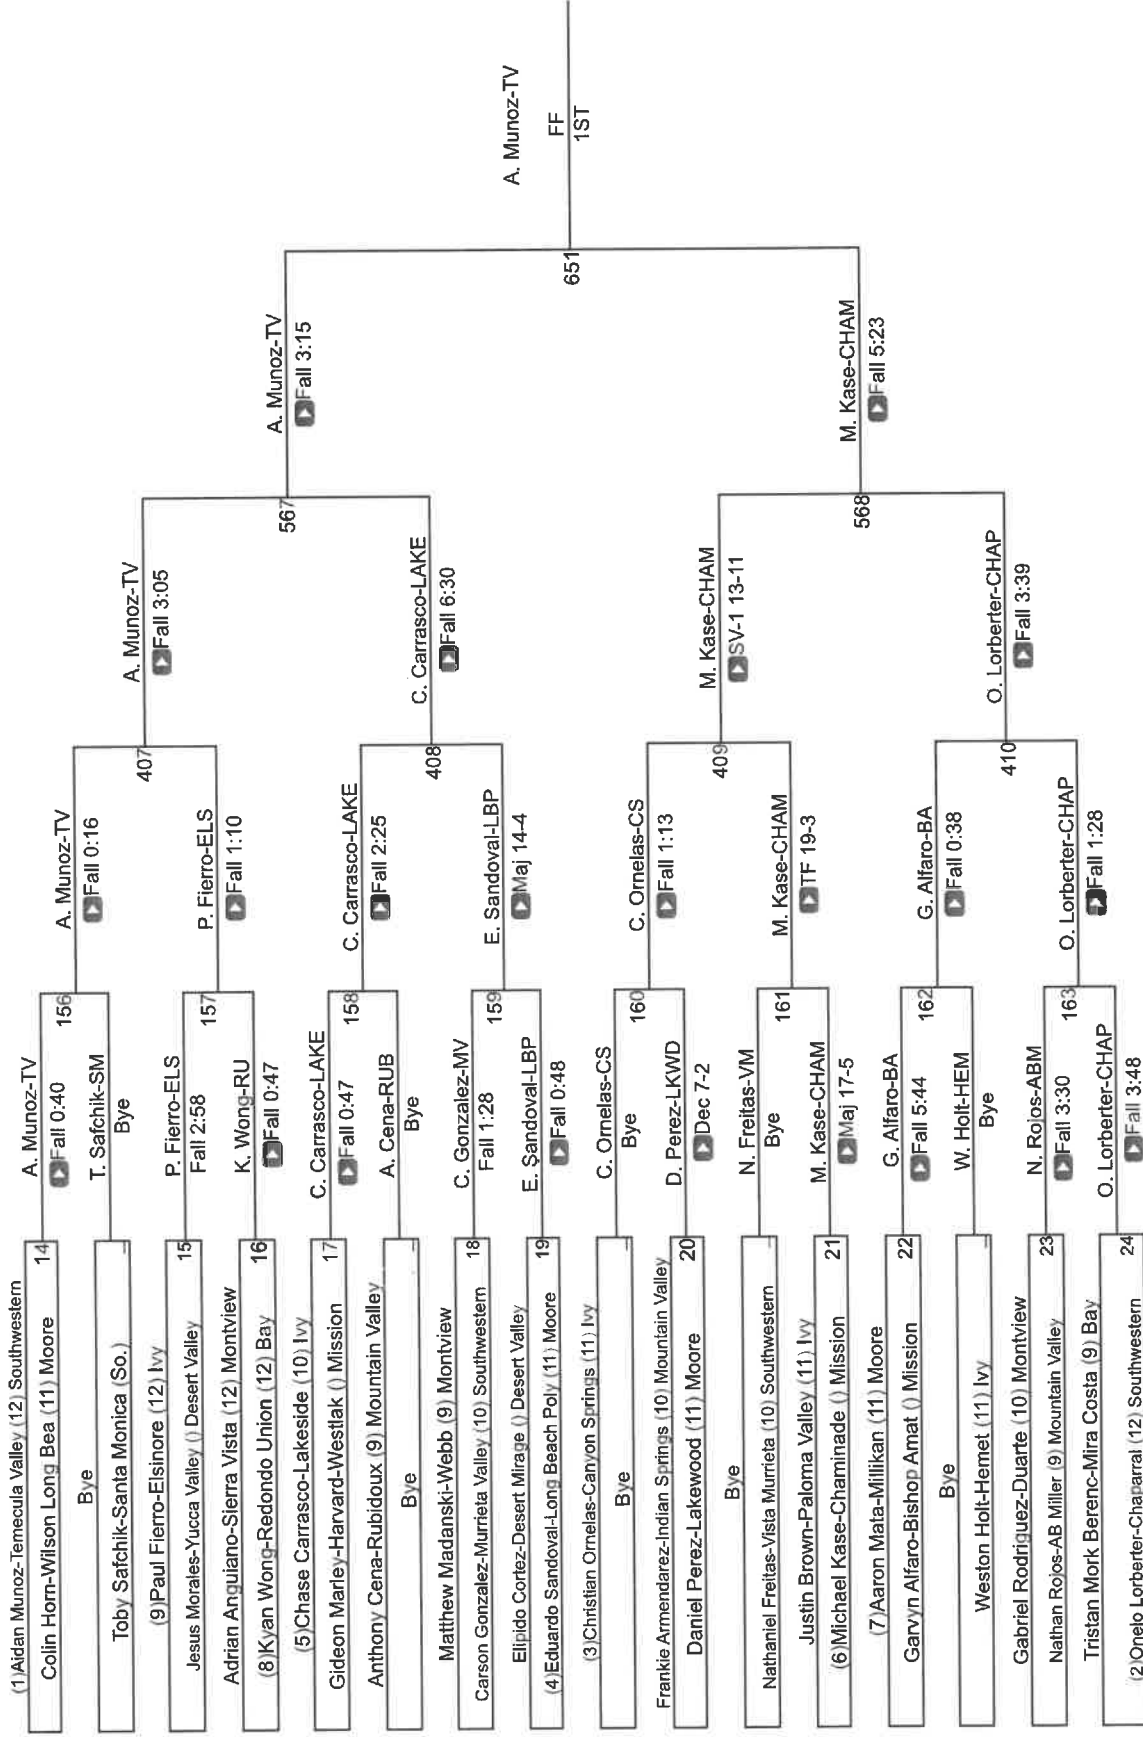 (1)Aidan Munoz-Temecula Valley (12) Southwestern
Colin Horn-Wilson Long Bea (11) Moore
14
Bye
Toby Safchik-Santa Monica (So.)
(9)Paul Fierro-Elsinore (12) Ivy
Jesus Morales-Yucca Valley () Desert Valley
15
Adrian Anguiano-Sierra Vista (12) Montview
(8)Kyan Wong-Redondo Union (12) Bay
16
(5)Chase Carrasco-Lakeside (10) Ivy
Gideon Marley-Harvard-Westlak () Mission
17
Anthony Cena-Rubidoux (9) Mountain Valley
Bye
Matthew Madanski-Webb (9) Montview
Carson Gonzalez-Murrieta Valley (10) Southwestern
18
Elipido Cortez-Desert Mirage () Desert Valley
(4)Eduardo Sandoval-Long Beach Poly (11) Moore
19
(3)Christian Ornelas-Canyon Springs (11) Ivy
Bye
Frankie Armendarez-Indian Springs (10) Mountain Valley
Daniel Perez-Lakewood (11) Moore
20
Bye
Nathaniel Freitas-Vista Murrieta (10) Southwestern
Justin Brown-Paloma Valley (11) Ivy
(6)Michael Kase-Chaminade () Mission
21
(7)Aaron Mata-Millikan (11) Moore
Garvyn Alfaro-Bishop Amat () Mission
22
Bye
Weston Holt-Hemet (11) Ivy
Gabriel Rodriguez-Duarte (10) Montview
Nathan Rojos-AB Miller (9) Mountain Valley
23
Tristan Mork Berenc-Mira Costa (9) Bay
(2)Onelo Lorberter-Chaparral (12) Southwestern
24
A. Munoz-TV
Fall 0:40
156
T. Safchik-SM
Bye
P. Fierro-ELS
Fall 2:58
157
K. Wong-RU
Fall 0:47
C. Carrasco-LAKE
Fall 0:47
158
A. Cena-RUB
Bye
C. Gonzalez-MV
Fall 1:28
159
E. Sandoval-LBP
Fall 0:48
C. Ornelas-CS
Bye
160
D. Perez-LKWD
Dec 7-2
N. Freitas-VM
Bye
161
M. Kase-CHAM
Maj 17-5
G. Alfaro-BA
Fall 5:44
162
W. Holt-HEM
Bye
N. Rojos-ABM
Fall 3:30
163
O. Lorberter-CHAP
Fall 3:48
A. Munoz-TV
Fall 0:16
407
P. Fierro-ELS
Fall 1:10
C. Carrasco-LAKE
Fall 2:25
408
E. Sandoval-LBP
Maj 14-4
C. Ornelas-CS
Fall 1:13
409
M. Kase-CHAM
TF 19-3
G. Alfaro-BA
Fall 0:38
410
O. Lorberter-CHAP
Fall 1:28
A. Munoz-TV
Fall 3:05
567
C. Carrasco-LAKE
Fall 6:30
M. Kase-CHAM
SV-1 13-11
568
O. Lorberter-CHAP
Fall 3:39
A. Munoz-TV
Fall 3:15
651
M. Kase-CHAM
Fall 5:23
A. Munoz-TV
FF
1ST